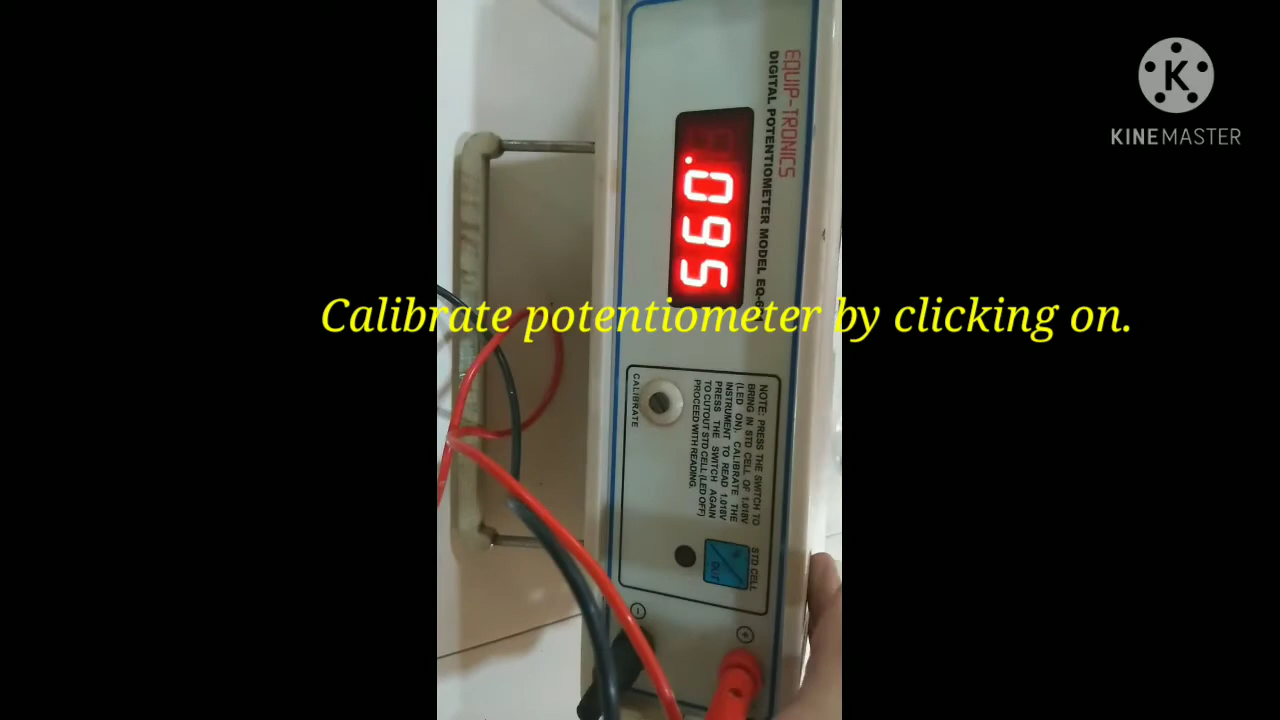 EQUIP-TRONICS
DIGITAL POTENTIOMETER MODEL
.095
Calibrate potentiometer by clicking on.
NOTE: PRESS THE SWITCH TO
BRING IN STD CELL OF 1.018V
(LED ON). CALIBRATE THE
INSTRUMENT TO READ 1.018V
PRESS THE SWITCH AGAIN
TO CUTOUT STD CELL (LED OFF)
PROCEED WITH READING.
CALIBRATE
STD CELL
IN
OUT
+
-
K
KINEMASTER